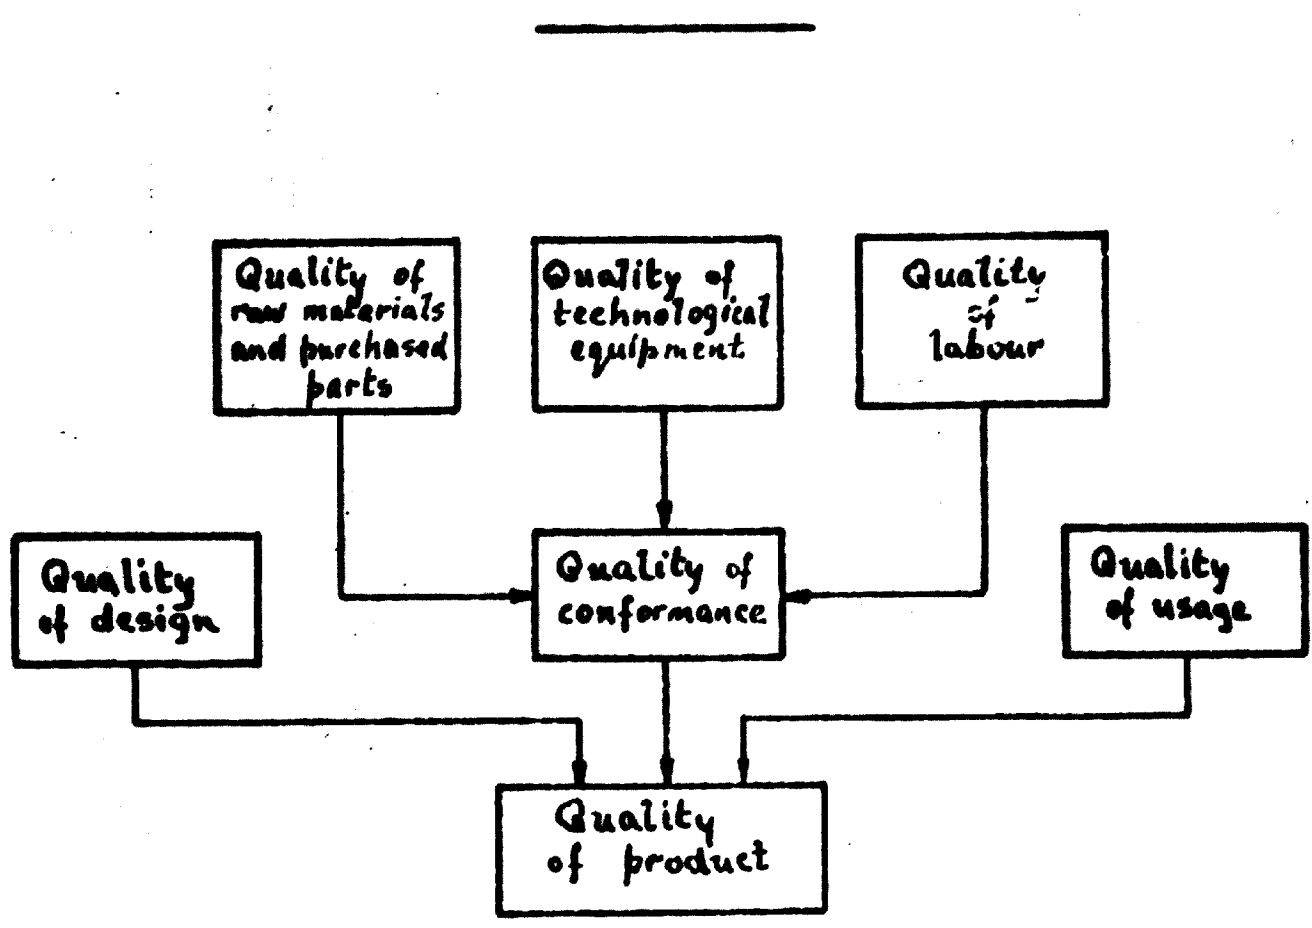 Quality of
raw materials
and purchased
parts
Quality of
technological
equipment
Quality
of
labour
Quality
of design
Quality of
conformance
Quality
of usage
Quality
of product